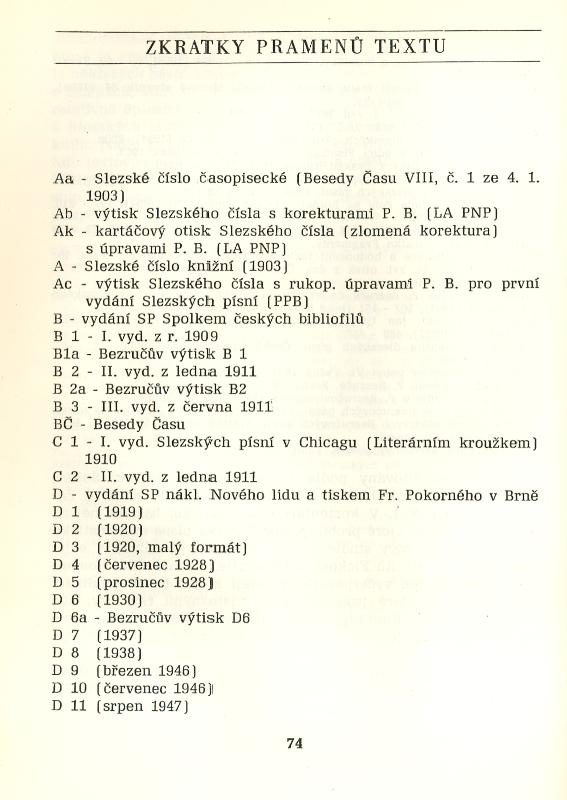 ZKRATKY PRAMENŮ TEXTU
Aa - Slezské číslo časopisecké (Besedy Času VIII, č. 1 ze 4. 1.
1903)
Ab - výtisk Slezského čísla s korekturami P. B. (LA PNP)
Ak - kartáčový otisk Slezského čísla (zlomená korektura)
s úpravami P. B. (LA PNP)
A - Slezské číslo knižní (1903)
Ac - výtisk Slezského čísla s rukop. úpravami P. B. pro první
vydání Slezských písní (PPB)
B - vydání SP Spolkem českých bibliofilů
B 1 - I. vyd. z r. 1909
B1a - Bezručův výtisk B 1
B 2 - II. vyd. z ledna 1911
B 2a - Bezručův výtisk B2
B 3 - III. vyd. z června 1911
BČ - Besedy Času
C 1 - I. vyd. Slezských písní v Chicagu (Literárním kroužkem)
1910
C 2 - II. vyd. z ledna 1911
D - vydání SP nákl. Nového lidu a tiskem Fr. Pokorného v Brně
D 1 (1919)
D 2 (1920)
D 3 (1920, malý formát)
D 4 (červenec 1928)
D 5 (prosinec 1928)
D 6 (1930)
D 6a - Bezručův výtisk D6
D 7 (1937)
D 8 (1938)
D 9 (březen 1946)
D 10 (červenec 1946)
D 11 (srpen 1947)
74